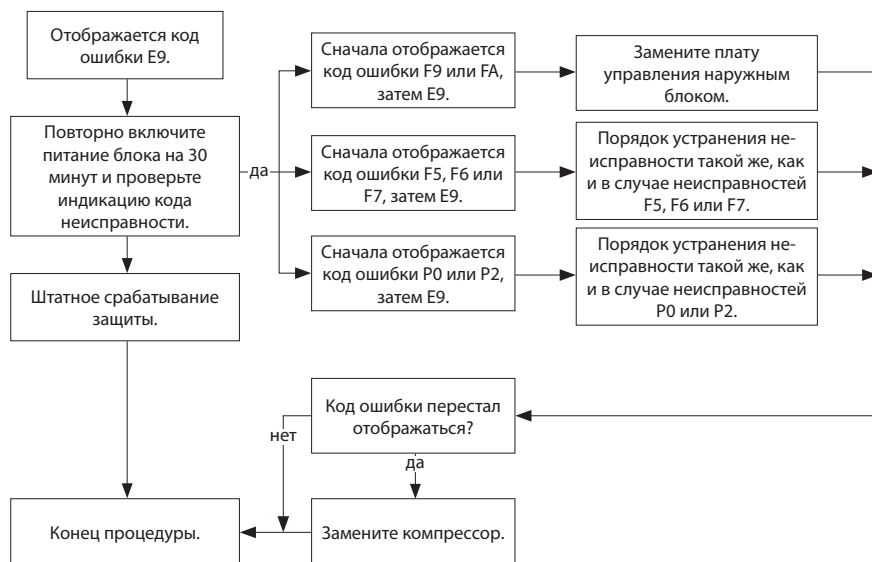 Отображается код
ошибки E9.
Повторно включите
питание блока на 30
минут и проверьте
индикацию кода
неисправности.
Штатное срабатывание
защиты.
да
Сначала отображается
код ошибки F9 или FA,
затем E9.
Замените плату
управления наружным
блоком.
Сначала отображается
код ошибки F5, F6 или
F7, затем E9.
Порядок устранения не-
исправности такой же, как
и в случае неисправностей
F5, F6 или F7.
Сначала отображается
код ошибки P0 или P2,
затем E9.
Порядок устранения не-
исправности такой же, как
и в случае неисправностей
P0 или P2.
Код ошибки перестал
отображаться?
нет
да
Конец процедуры.
Замените компрессор.